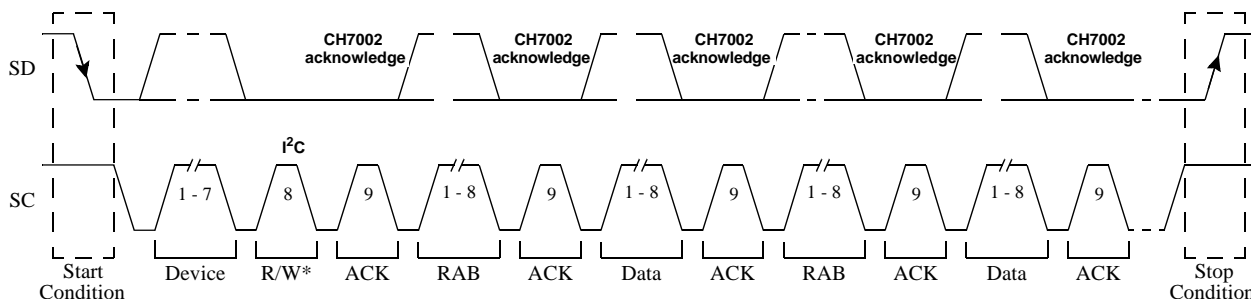 CH7002 acknowledge
CH7002 acknowledge
CH7002 acknowledge
CH7002 acknowledge
CH7002 acknowledge
SD
I²C
SC
1 - 7
8
9
1 - 8
9
1 - 8
9
1 - 8
9
1 - 8
9
Start Condition
Device
R/W*
ACK
RAB
ACK
Data
ACK
RAB
ACK
Data
ACK
Stop Condition